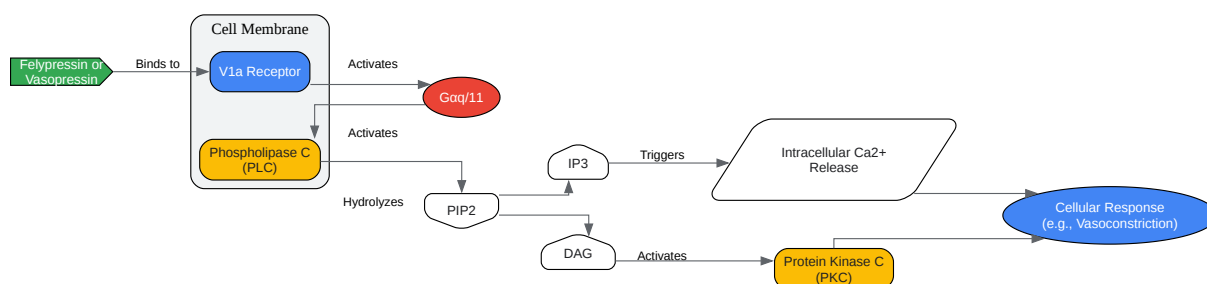 Cell Membrane
Felypressin or
Vasopressin
Binds to
V1a Receptor
Activates
Gαq/11
Activates
Phospholipase C
(PLC)
Hydrolyzes
PIP2
IP3
Triggers
Intracellular Ca2+
Release
DAG
Activates
Protein Kinase C
(PKC)
Cellular Response
(e.g., Vasoconstriction)